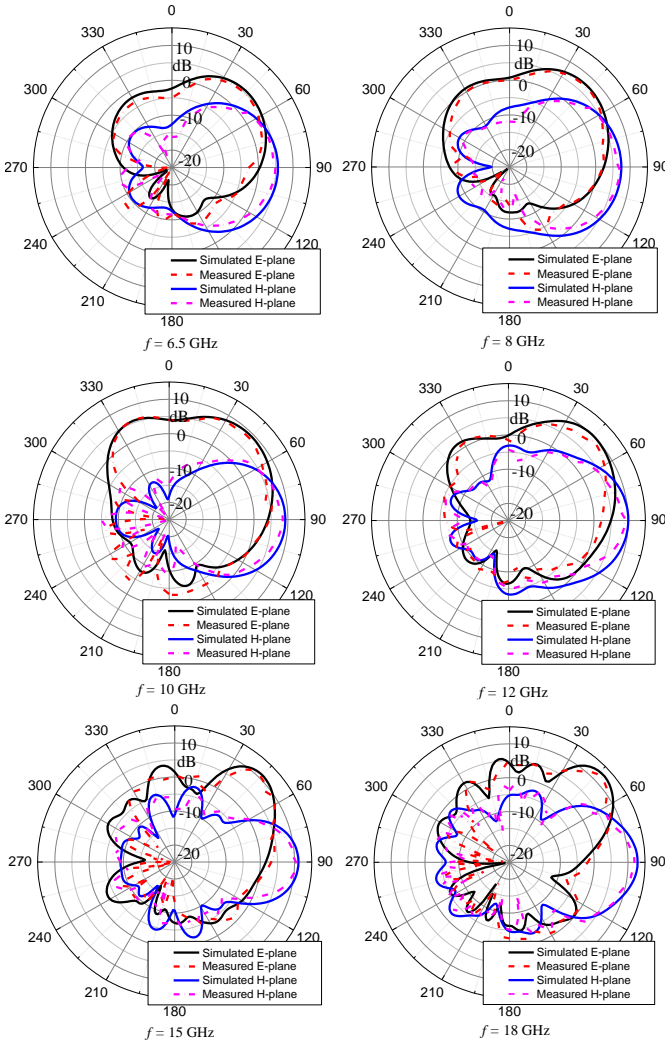 0
330
30
10
dB
300
0
60
-10
-20
270
90
240
120
Simulated E-plane
Measured E-plane
Simulated H-plane
Measured H-plane
210
180
f = 6.5 GHz
0
330
30
10
dB
300
0
60
-10
-20
270
90
240
120
Simulated E-plane
Measured E-plane
Simulated H-plane
Measured H-plane
210
180
f = 8 GHz
0
330
30
10
dB
300
0
60
-10
-20
270
90
240
120
Simulated E-plane
Measured E-plane
Simulated H-plane
Measured H-plane
210
180
f = 10 GHz
0
330
30
10
dB
300
0
60
-10
-20
270
90
240
120
Simulated E-plane
Measured E-plane
Simulated H-plane
Measured H-plane
210
180
f = 12 GHz
0
330
30
10
dB
300
0
60
-10
-20
270
90
240
120
Simulated E-plane
Measured E-plane
Simulated H-plane
Measured H-plane
210
180
f = 15 GHz
0
330
30
10
dB
300
0
60
-10
-20
270
90
240
120
Simulated E-plane
Measured E-plane
Simulated H-plane
Measured H-plane
210
180
f = 18 GHz